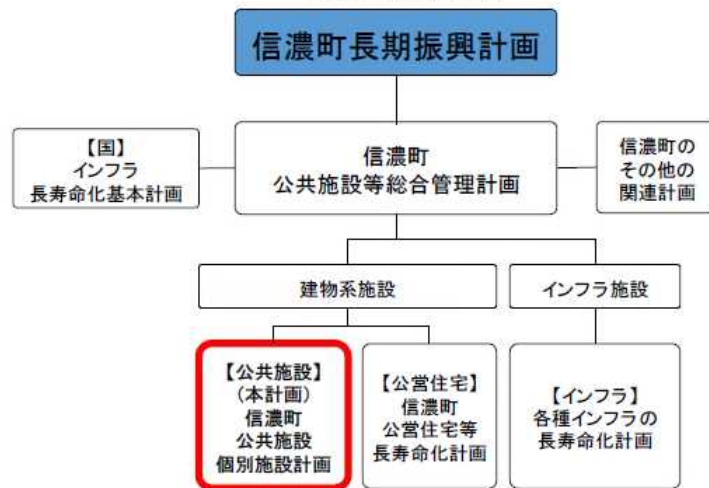 信濃町長期振興計画
【国】
インフラ
長寿命化基本計画
信濃町
公共施設等総合管理計画
信濃町の
その他の
関連計画
建物系施設
インフラ施設
【公共施設】
(本計画)
信濃町
公共施設
個別施設計画
【公営住宅】
信濃町
公営住宅等
長寿命化計画
【インフラ】
各種インフラの
長寿命化計画